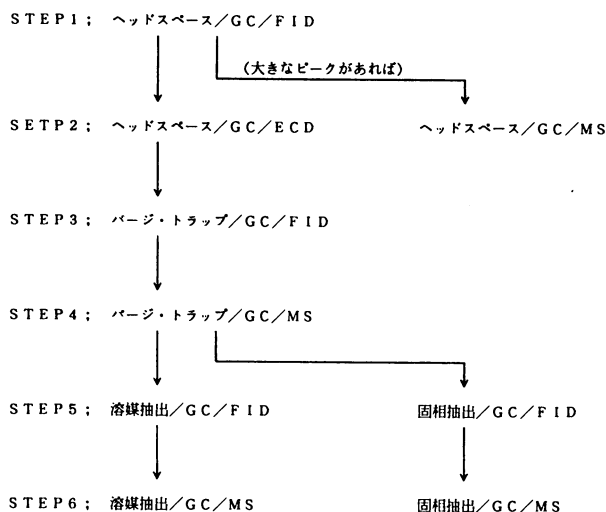 STEP1; ヘッドスペース/GC/FID
(大きなピークがあれば)
SETP2; ヘッドスペース/GC/ECD ヘッドスペース/GC/MS
STEP3; パージ・トラップ/GC/FID
STEP4; パージ・トラップ/GC/MS
STEP5; 溶媒抽出/GC/FID 固相抽出/GC/FID
STEP6; 溶媒抽出/GC/MS 固相抽出/GC/MS